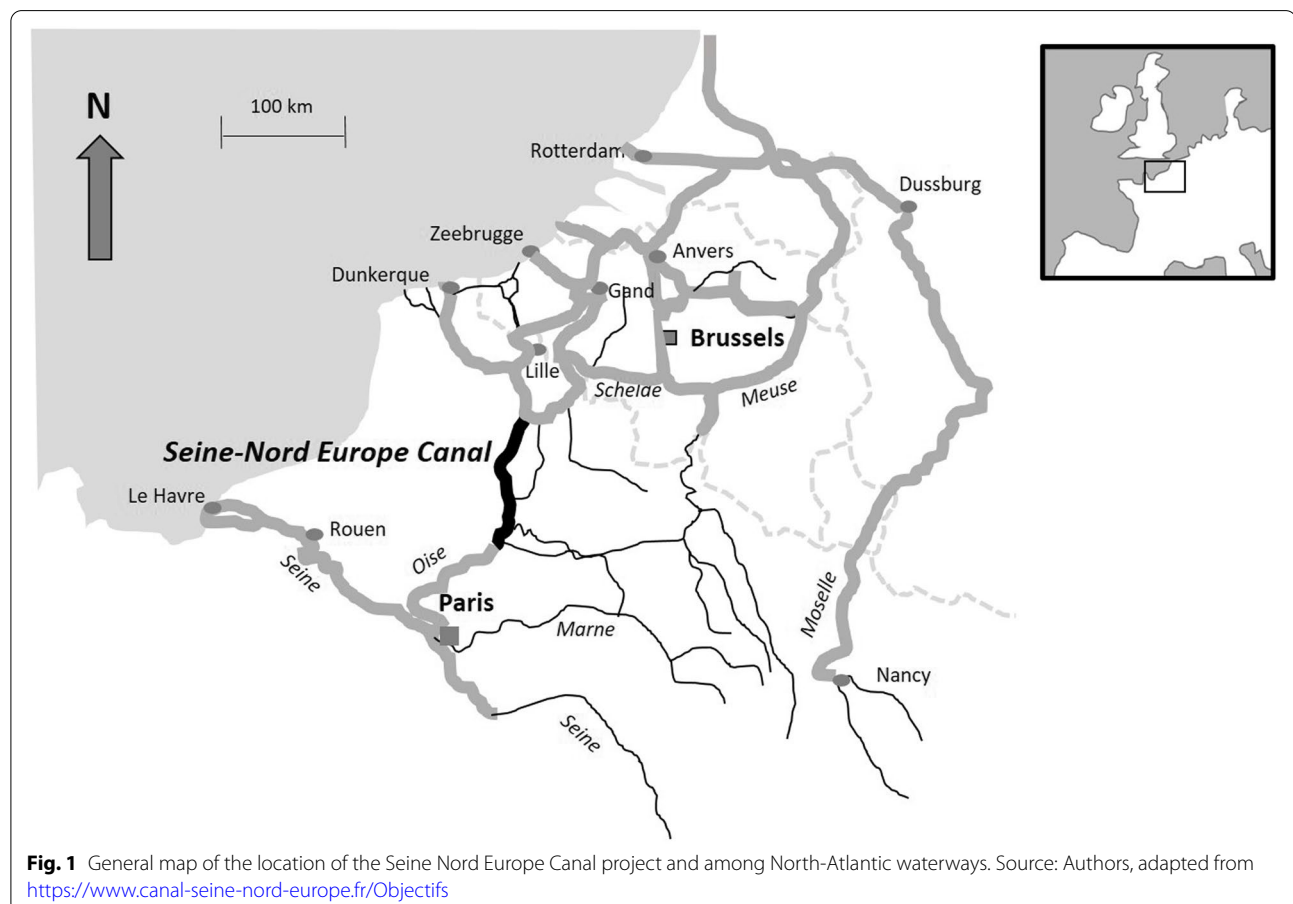 N
100 km
Rotterdam
Dussburg
Zeebrugge
Anvers
Dunkerque
Gand
Brussels
Lille
Schelde
Meuse
Seine-Nord Europe Canal
Le Havre
Rouen
Oise
Seine
Paris
Marne
Moselle
Nancy
Seine
Fig. 1 General map of the location of the Seine Nord Europe Canal project and among North-Atlantic waterways. Source: Authors, adapted from
https://www.canal-seine-nord-europe.fr/Objectifs